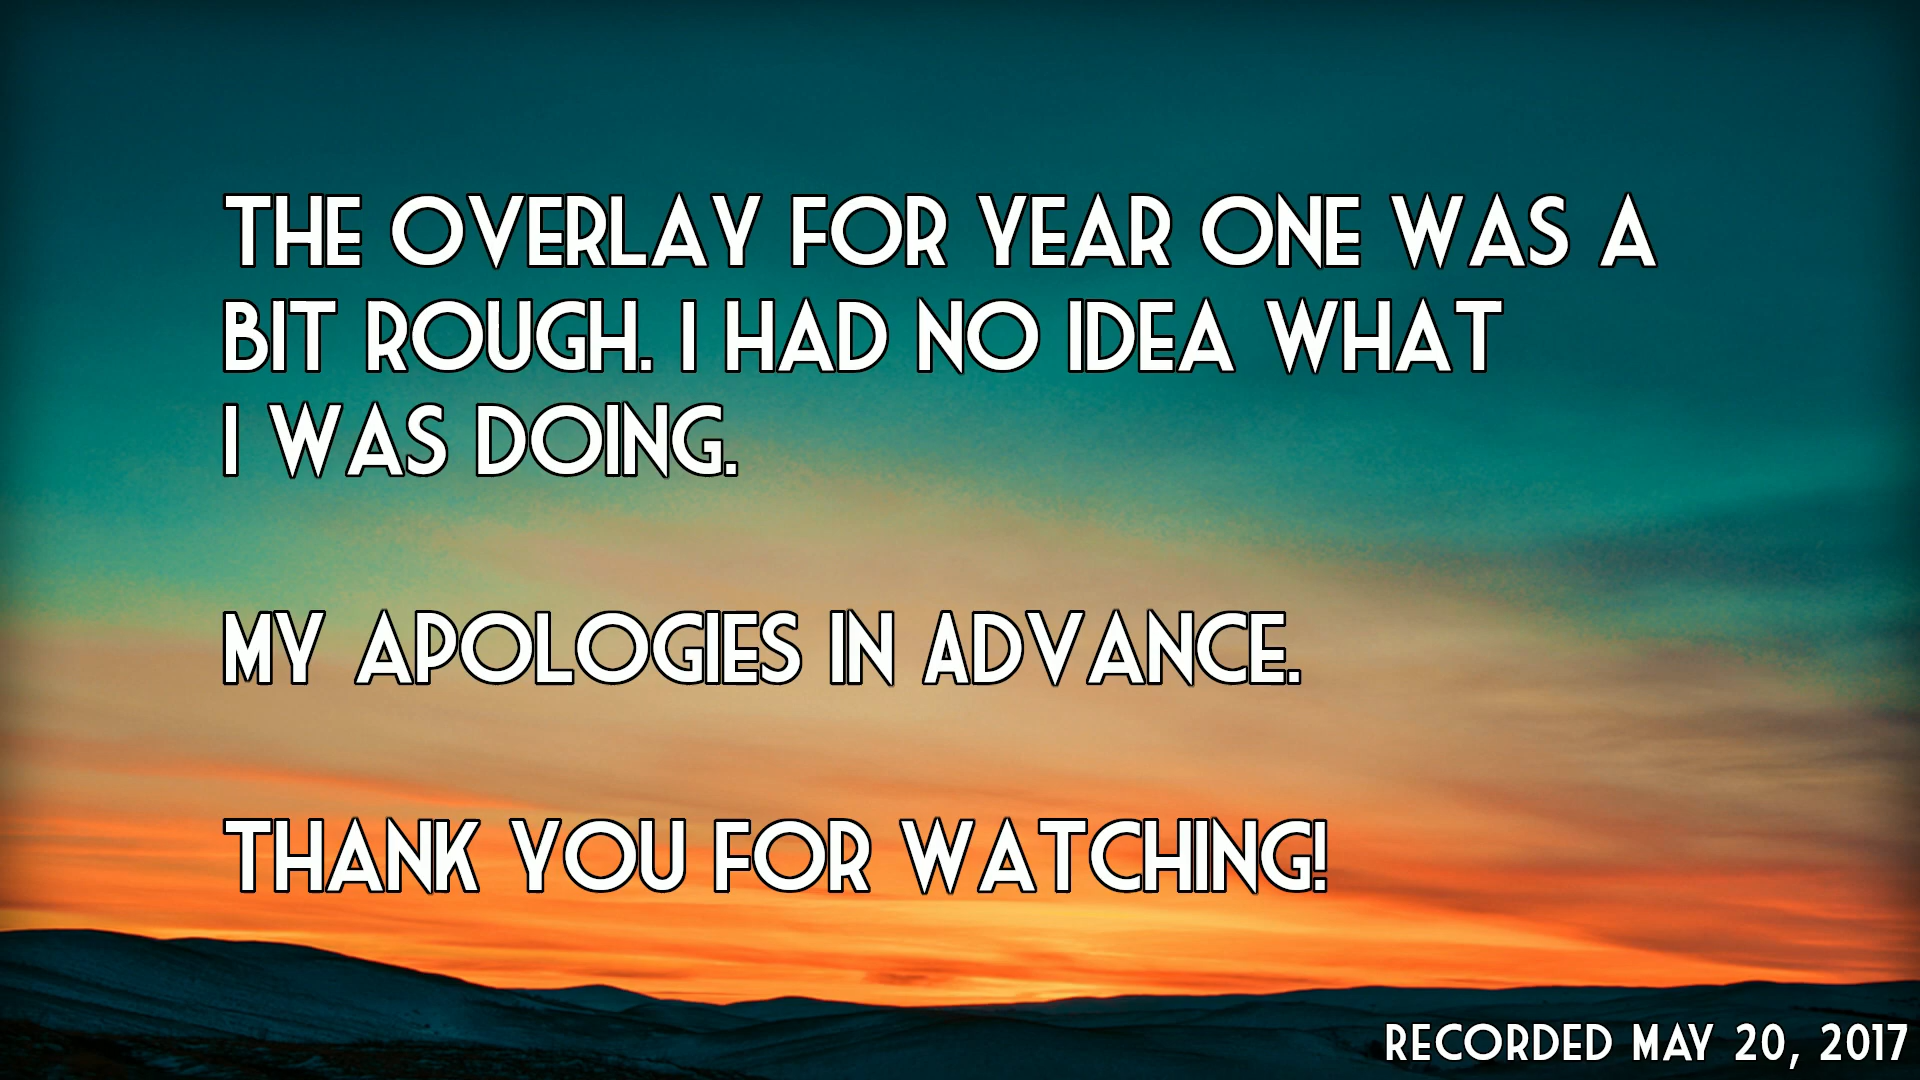 THE OVERLAY FOR YEAR ONE WAS A
BIT ROUGH. I HAD NO IDEA WHAT
I WAS DOING.
MY APOLOGIES IN ADVANCE.
THANK YOU FOR WATCHING!
RECORDED MAY 20, 2017